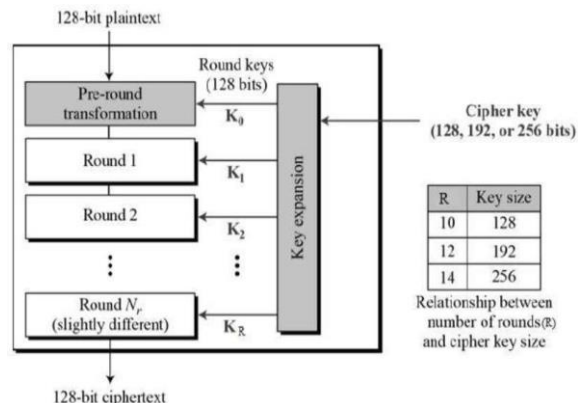 128-bit plaintext
Round keys
(128 bits)
Pre-round
transformation
K0
Cipher key
(128, 192, or 256 bits)
Round 1
K1
Round 2
K2
Key expansion
Round Nr
(slightly different)
KR
128-bit ciphertext
R Key size
10 128
12 192
14 256
Relationship between
number of rounds(R)
and cipher key size